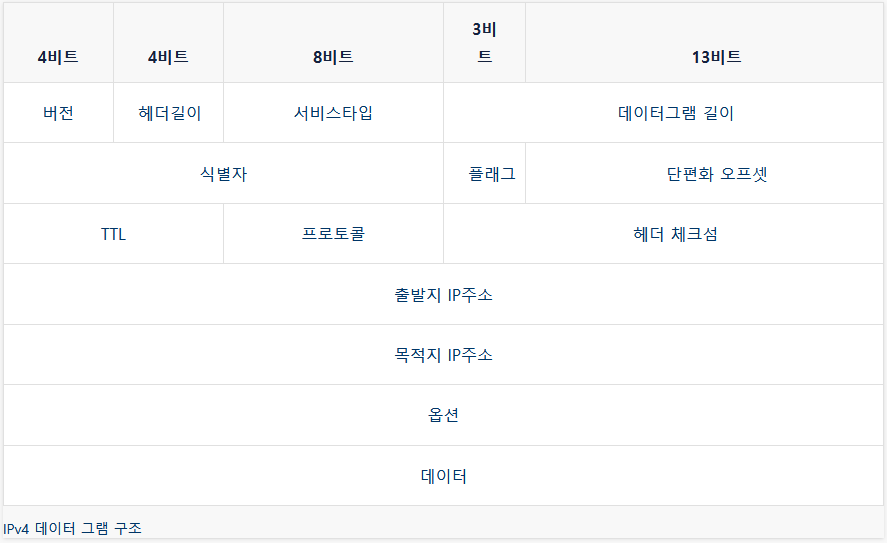 4비트 4비트 8비트 3비
트 13비트
버전 헤더길이 서비스타입 데이터그램 길이
식별자 플래그 단편화 오프셋
TTL 프로토콜 헤더 체크섬
출발지 IP주소
목적지 IP주소
옵션
데이터
IPv4 데이터 그램 구조